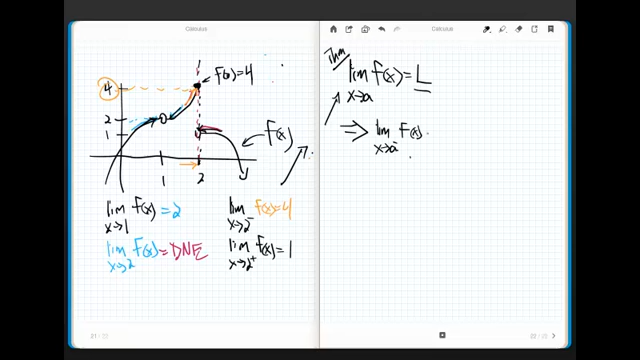 Calculus
4
2
1
f(2)=4
f(x)
1
2
lim f(x)=2
x→1
lim f(x)=4
x→2⁻
lim f(x)=DNE
x→2
lim f(x)=1
x→2⁺
Calculus
Thm
lim f(x)=L
x→a
⇒ lim f(x)
x→a⁻